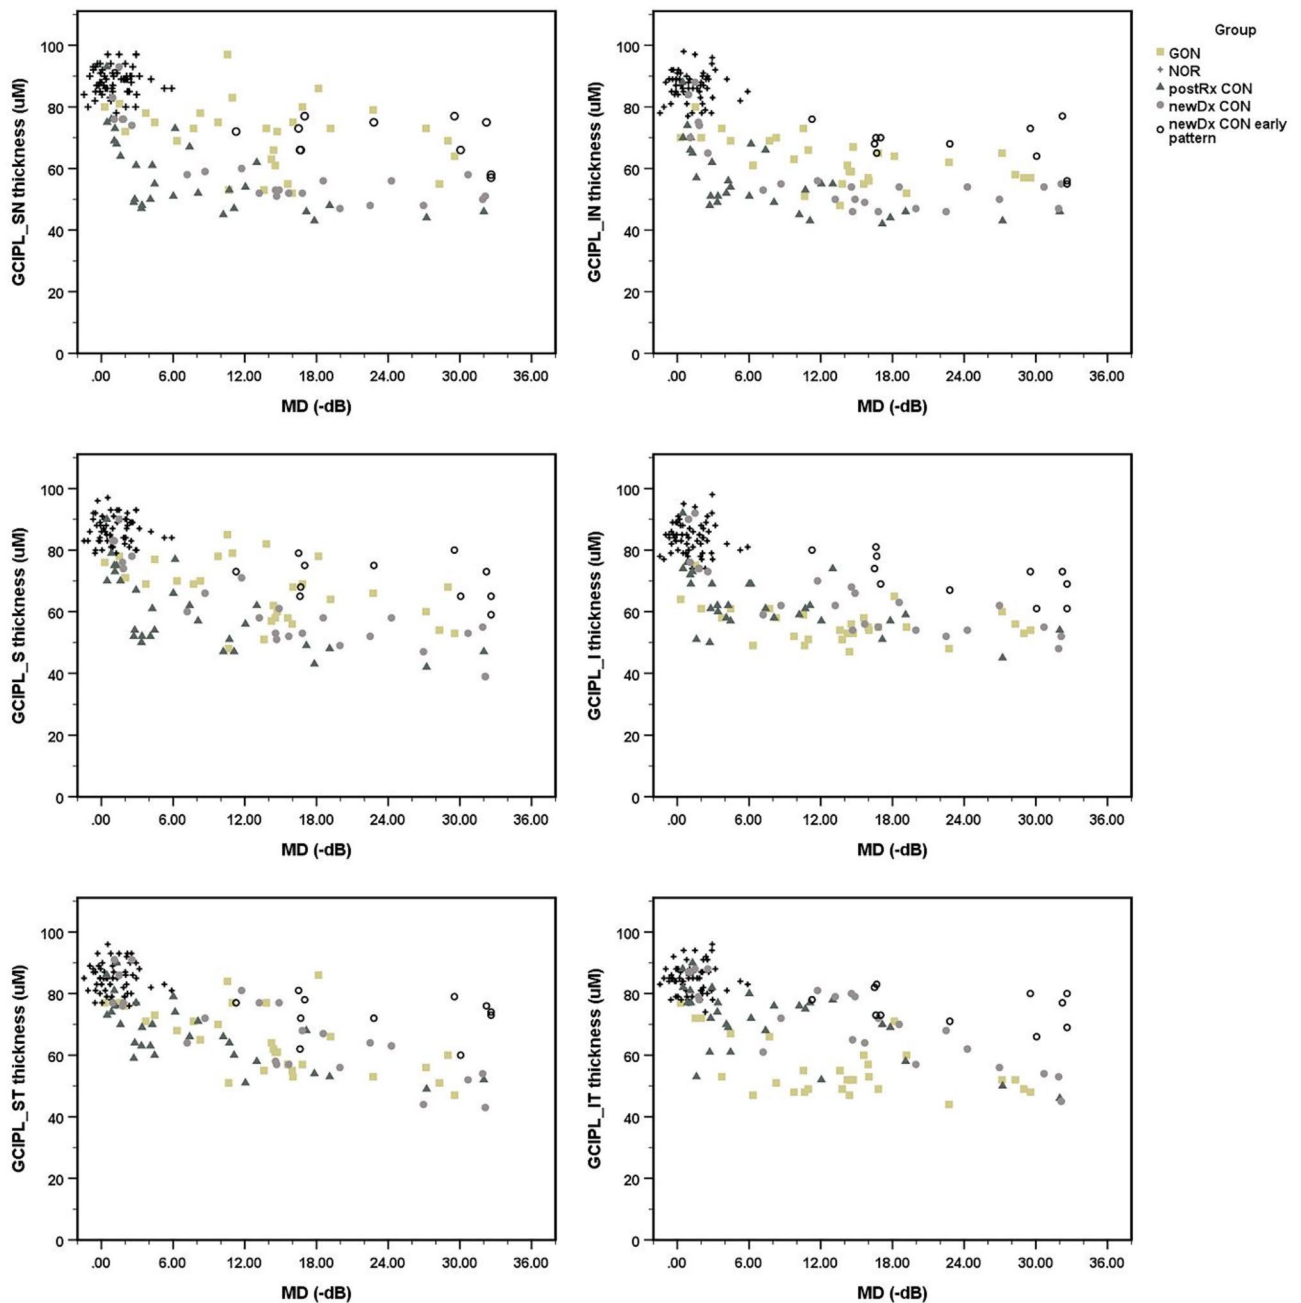 Group
GON
NOR
postRx CON
newDx CON
newDx CON early
pattern
GCIPL_SN thickness (uM)
100
80
60
40
20
0
.00 6.00 12.00 18.00 24.00 30.00 36.00
MD (-dB)
GCIPL_IN thickness (uM)
100
80
60
40
20
0
.00 6.00 12.00 18.00 24.00 30.00 36.00
MD (-dB)
GCIPL_S thickness (uM)
100
80
60
40
20
0
.00 6.00 12.00 18.00 24.00 30.00 36.00
MD (-dB)
GCIPL_I thickness (uM)
100
80
60
40
20
0
.00 6.00 12.00 18.00 24.00 30.00 36.00
MD (-dB)
GCIPL_ST thickness (uM)
100
80
60
40
20
0
.00 6.00 12.00 18.00 24.00 30.00 36.00
MD (-dB)
GCIPL_IT thickness (uM)
100
80
60
40
20
0
.00 6.00 12.00 18.00 24.00 30.00 36.00
MD (-dB)